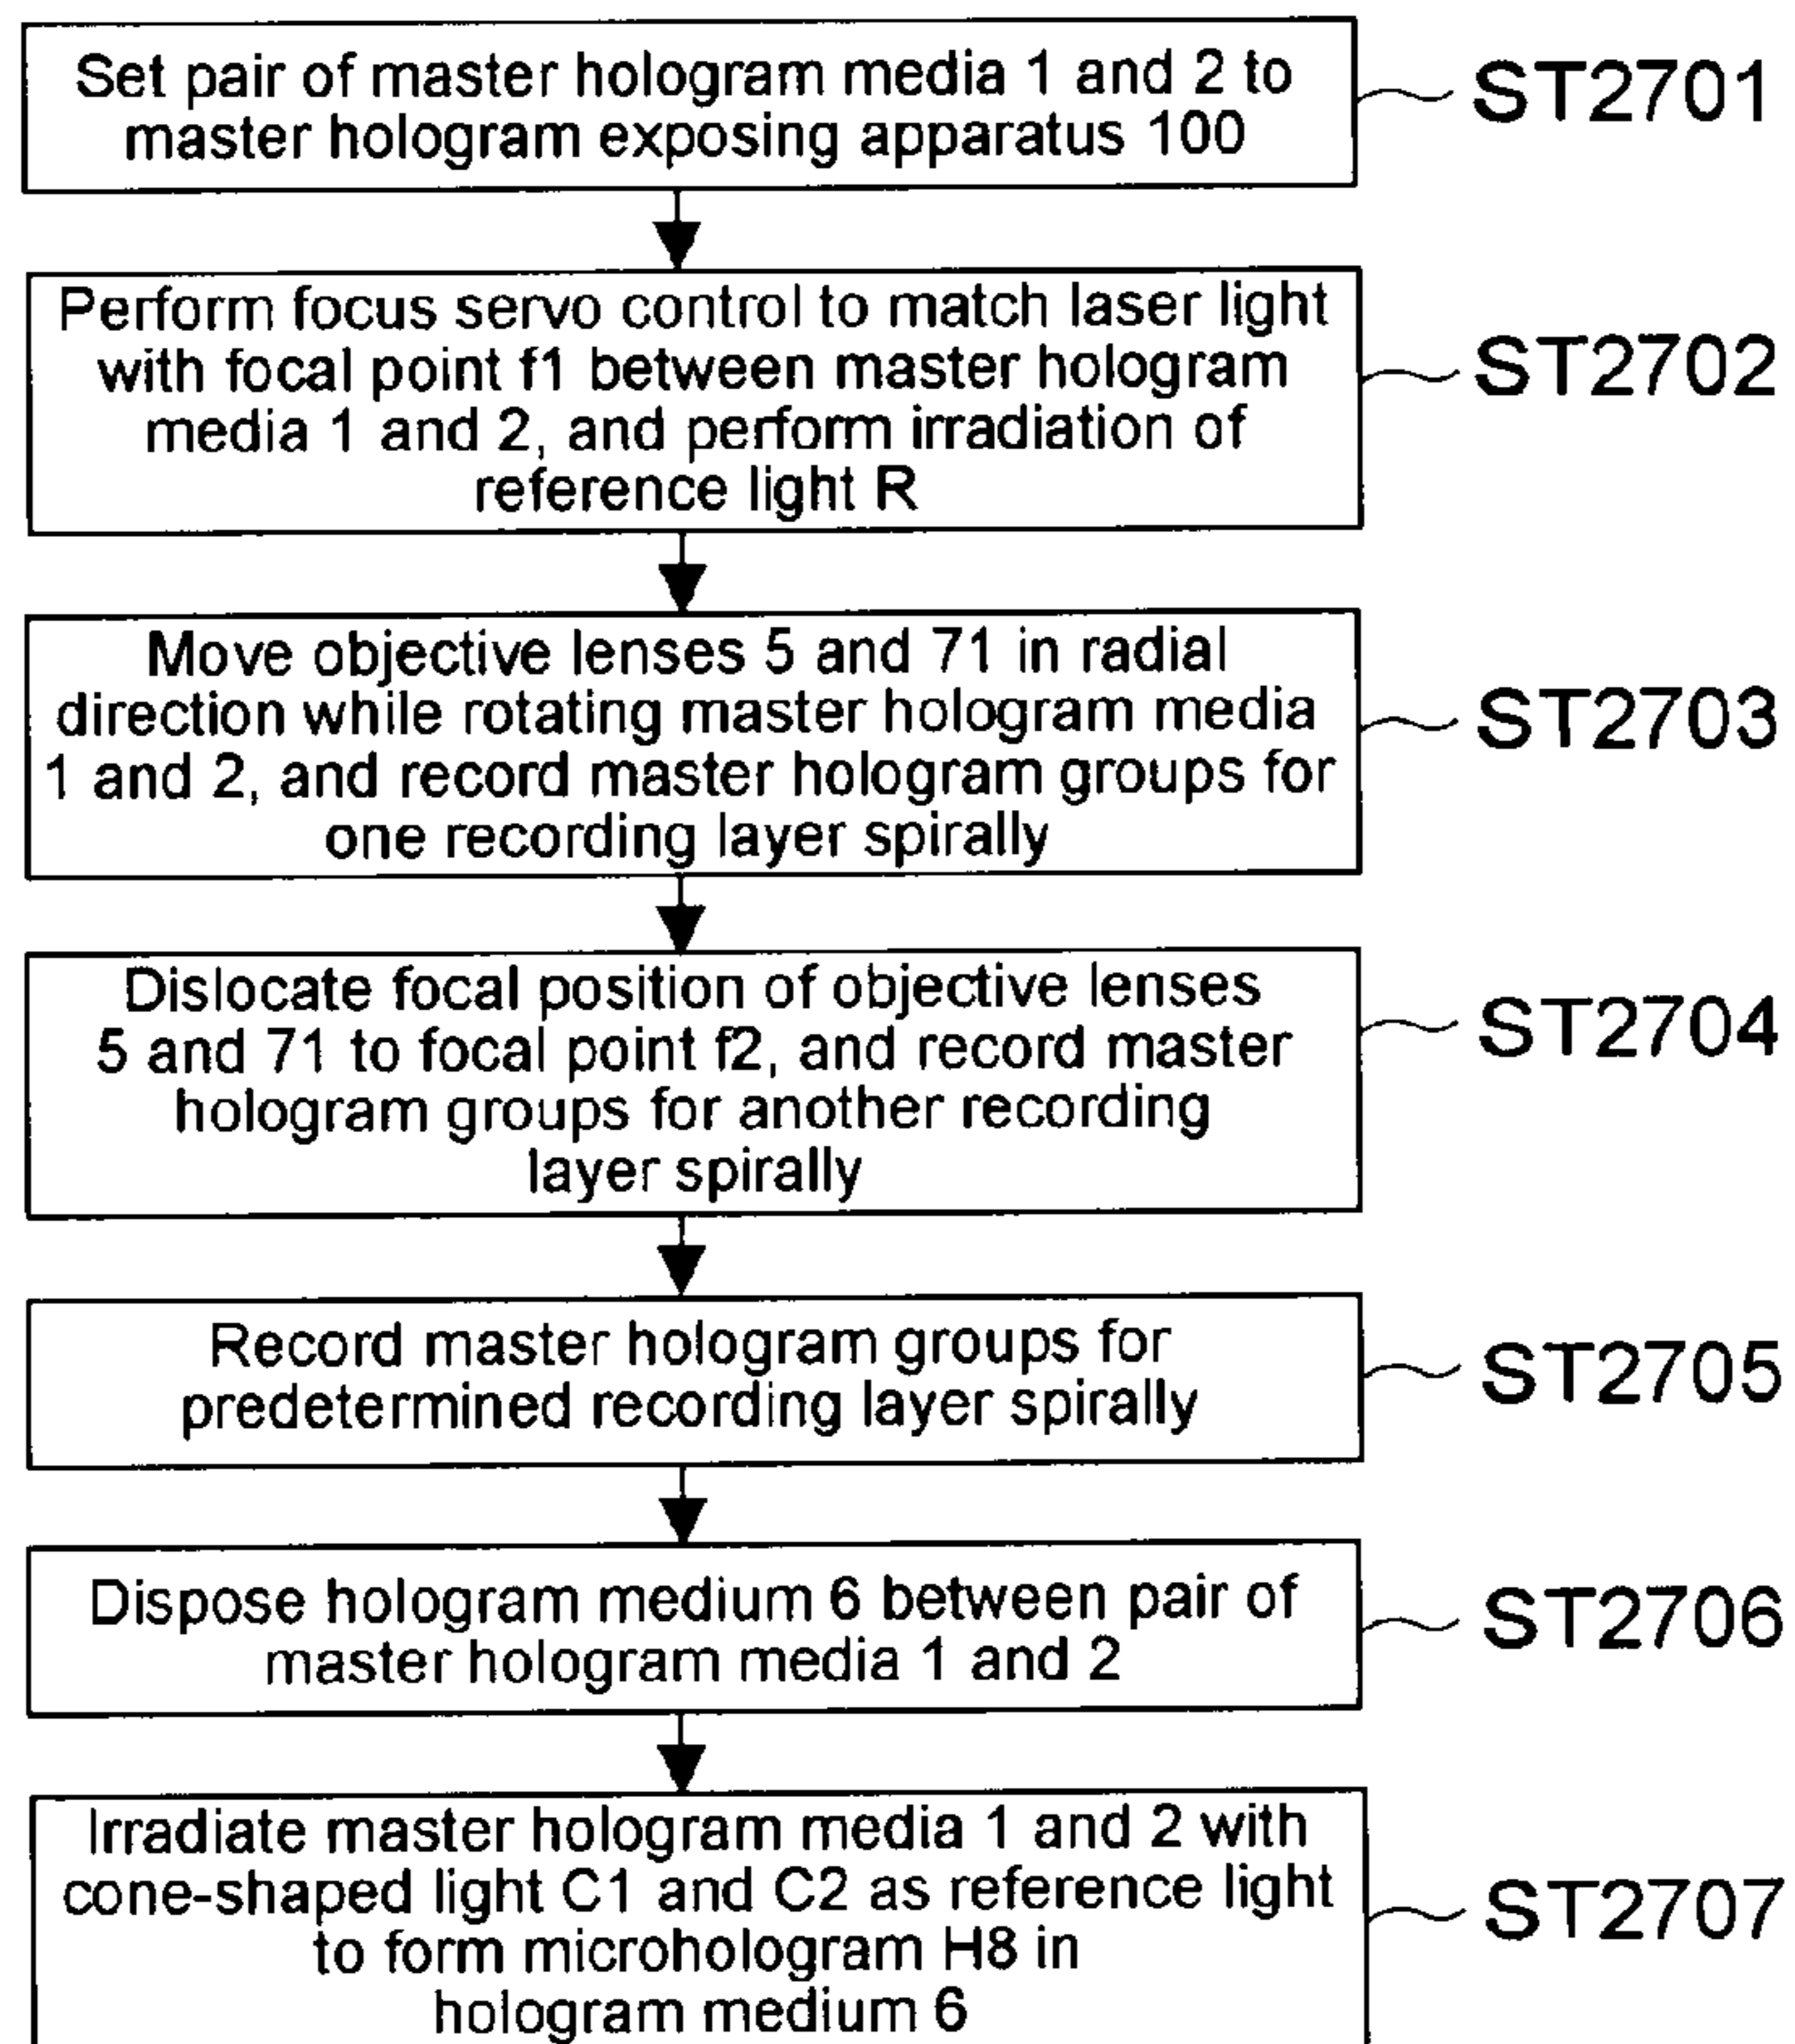 Set pair of master hologram media 1 and 2 to
master hologram exposing apparatus 100
ST2701
Perform focus servo control to match laser light
with focal point f1 between master hologram
media 1 and 2, and perform irradiation of
reference light R
ST2702
Move objective lenses 5 and 71 in radial
direction while rotating master hologram media
1 and 2, and record master hologram groups for
one recording layer spirally
ST2703
Dislocate focal position of objective lenses
5 and 71 to focal point f2, and record master
hologram groups for another recording
layer spirally
ST2704
Record master hologram groups for
predetermined recording layer spirally
ST2705
Dispose hologram medium 6 between pair of
master hologram media 1 and 2
ST2706
Irradiate master hologram media 1 and 2 with
cone-shaped light C1 and C2 as reference light
to form microhologram H8 in
hologram medium 6
ST2707